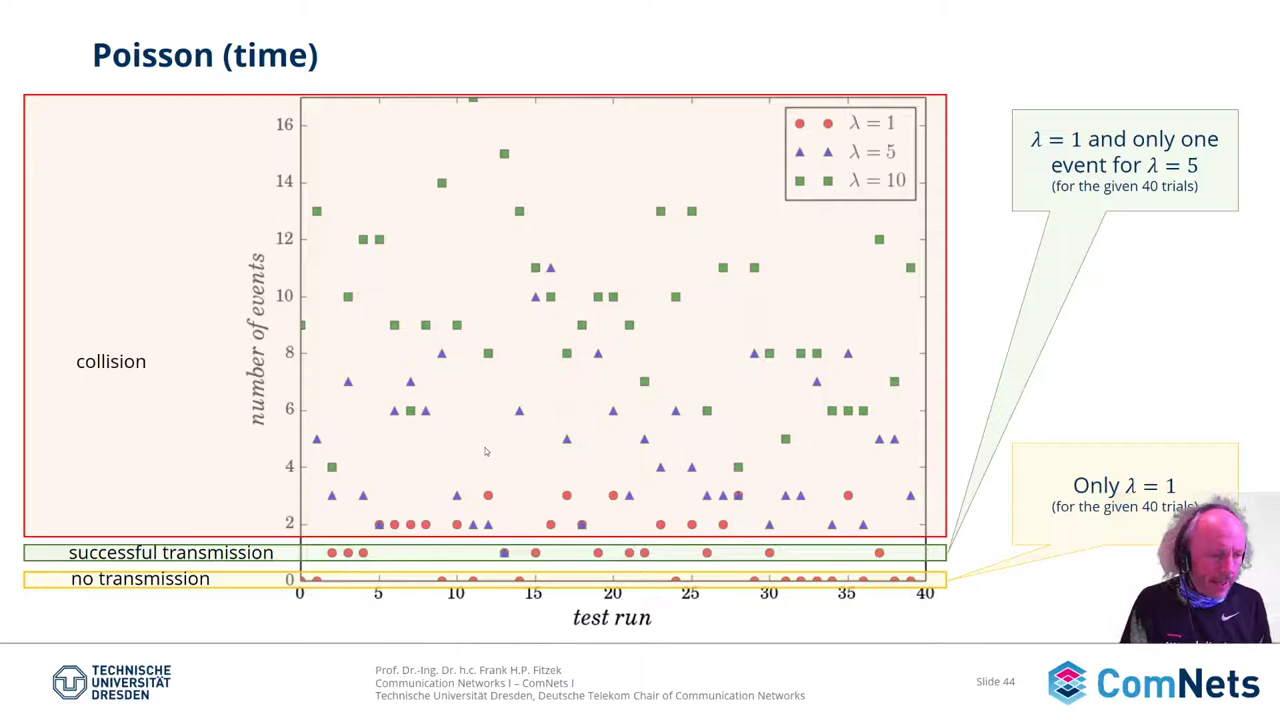 Poisson (time)
16
14
12
10
8
6
4
2
0
number of events
0 5 10 15 20 25 30 35 40
test run
λ = 1
λ = 5
λ = 10
collision
successful transmission
no transmission
λ = 1 and only one
event for λ = 5
(for the given 40 trials)
Only λ = 1
(for the given 40 trials)
TECHNISCHE
UNIVERSITÄT
DRESDEN
Prof. Dr.-Ing. Dr. h.c. Frank H.P. Fitzek
Communication Networks I – ComNets I
Technische Universität Dresden, Deutsche Telekom Chair of Communication Networks
Slide 44
ComNets